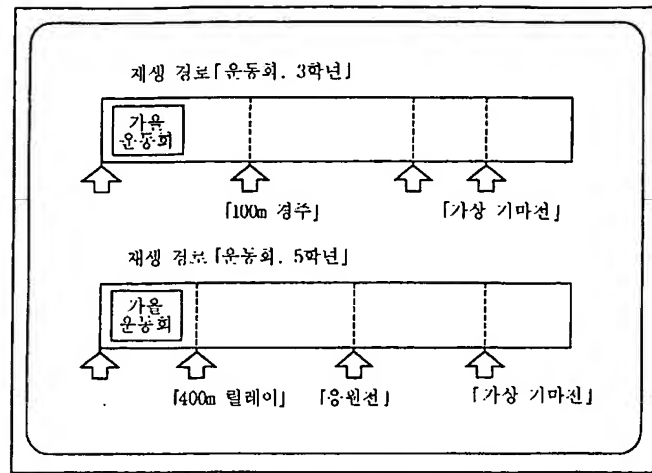 재생 경로「운동회. 3학년」
가을
운동회
「100m 경주」
「가상 기마전」
재생 경로「운동회. 5학년」
가을
운동회
「400m 릴레이」
「응원전」
「가상 기마전」